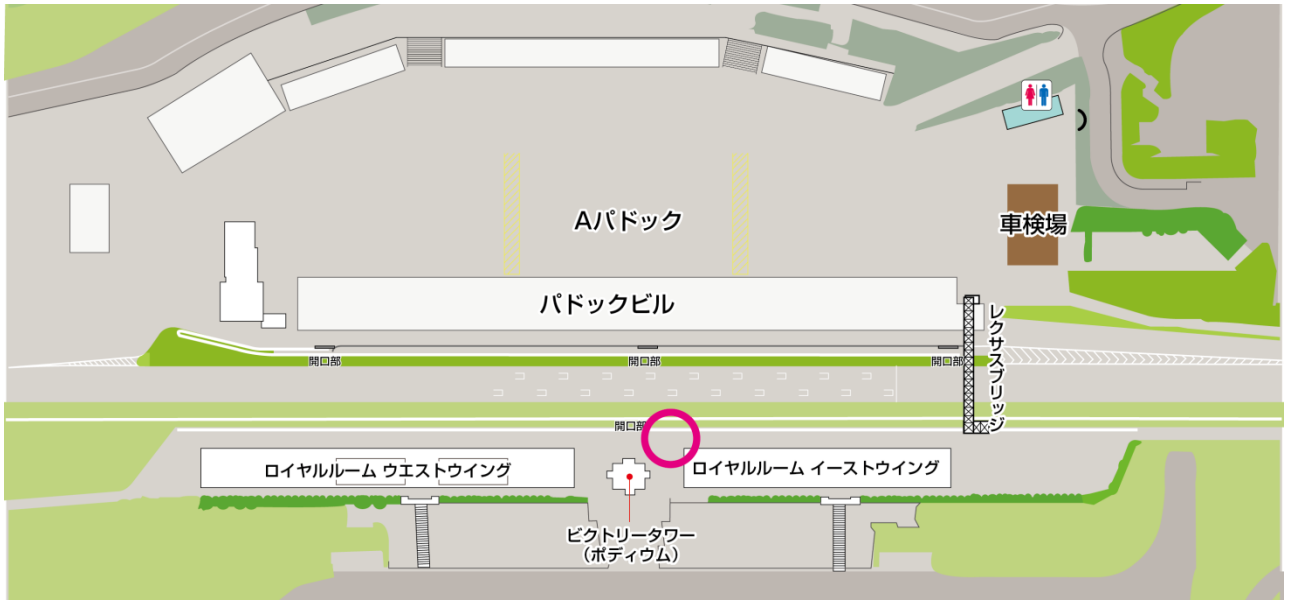 Aパドック
車検場
パドックビル
レクサスブリッジ
開口部
開口部
開口部
開口部
ロイヤルルーム ウエストウイング
ロイヤルルーム イーストウイング
ビクトリータワー
（ポディウム）